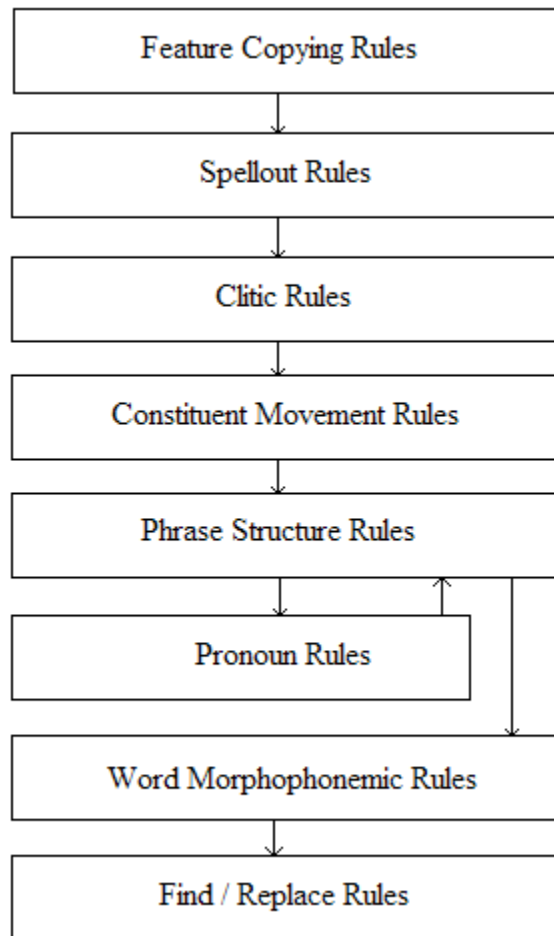 Feature Copying Rules
Spellout Rules
Clitic Rules
Constituent Movement Rules
Phrase Structure Rules
Pronoun Rules
Word Morphophonemic Rules
Find / Replace Rules